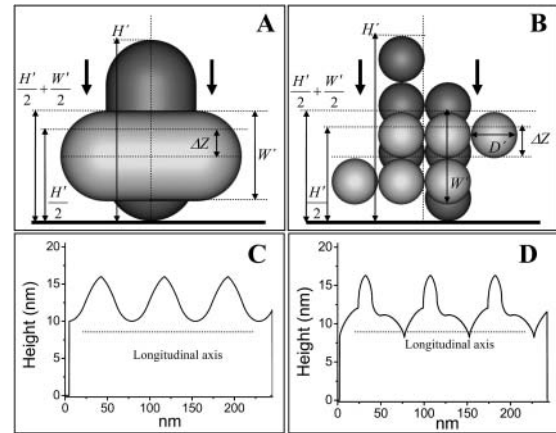 A
H′
H′/2 + W′/2
ΔZ
W′
H′/2
B
H′
H′/2 + W′/2
ΔZ
D′
W′
H′/2
C
20
15
10
5
0
Height (nm)
Longitudinal axis
0 50 100 150 200
nm
D
20
15
10
5
0
Height (nm)
Longitudinal axis
0 50 100 150 200
nm